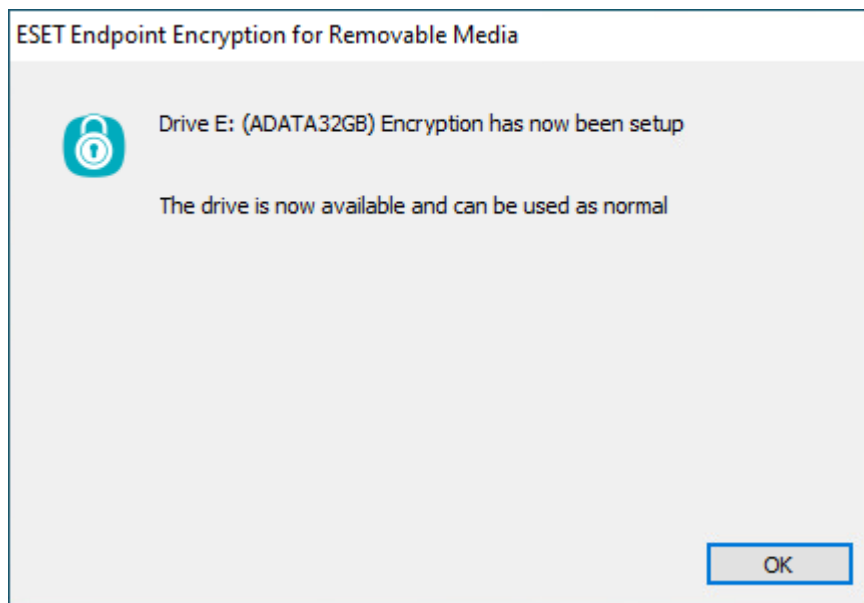 ESET Endpoint Encryption for Removable Media
Drive E: (ADATA32GB) Encryption has now been setup
The drive is now available and can be used as normal
OK